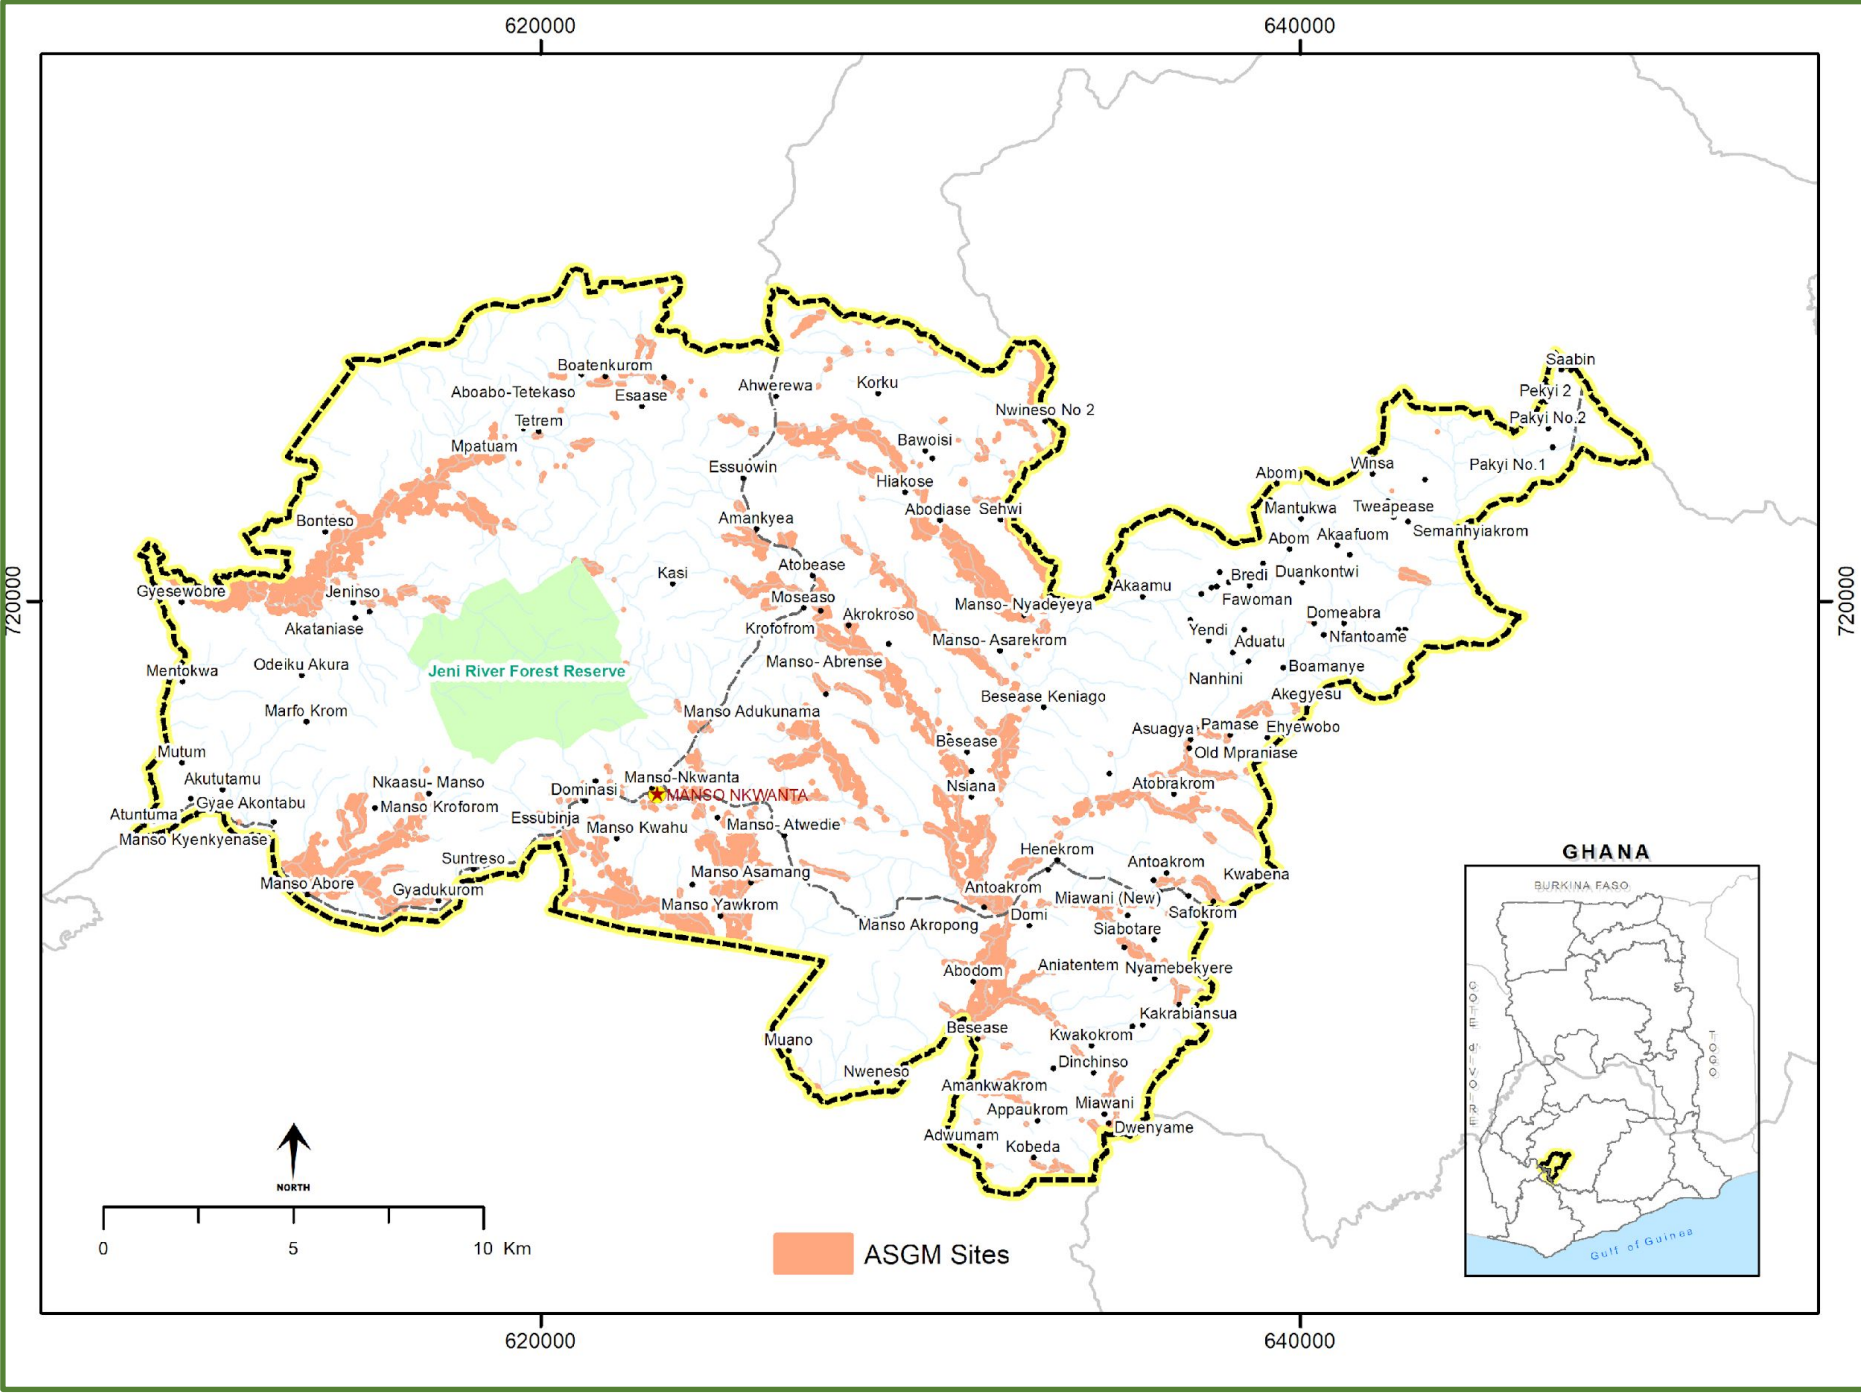 620000
640000
Saabin
Boatenkurom
Ahwerewa
Korku
Aboabo-Tetekaso
Esaase
Pekyi 2
Nwineso No 2
Tetrem
Pakyi No.2
Mpatuam
Bawoisi
Essuowin
Winsa
Pakyi No.1
Abom
Hiakose
Abodiase
Sehwi
Mantukwa
Tweapease
Bonteso
Amankyea
Semanhyiakrom
Abom
Akaafuom
Atobease
Kasi
Bredi
Duankontwi
Gyesewobre
Jeninso
Akaamu
720000
720000
Moseaso
Manso- Nyadeyeya
Fawoman
Akrokroso
Domeabra
Akataniase
Krofofrom
Yendi
Nfantoame
Manso- Asarekrom
Aduatu
Odeiku Akura
Manso- Abrense
Boamanye
Mentokwa
Jeni River Forest Reserve
Nanhini
Akegyesu
Besease Keniago
Marfo Krom
Manso Adukunama
Asuagya
Pamase
Ehyewobo
Besease
Mutum
Old Mpraniase
Akututamu
Nkaasu- Manso
Manso-Nkwanta
Dominasi
Nsiana
Atobrakrom
MANSO NKWANTA
Gyae Akontabu
Manso Kroforom
Atuntuma
Essubinja
Manso Kwahu
Manso- Atwedie
Manso Kyenkyenase
Henekrom
Suntreso
Antoakrom
Manso Asamang
Kwabena
Manso Abore
Gyadukurom
Antoakrom
Miawani (New)
Manso Yawkrom
Domi
Safokrom
Manso Akropong
Siabotare
Abodom
Aniatentem
Nyamebekyere
Kakrabiansua
Besease
Kwakokrom
Muano
Dinchinso
Nweneso
Amankwakrom
Miawani
Appaukrom
Dwenyame
Adwumam
Kobeda
GHANA
BURKINA FASO
COTE d'IVOIRE
TOGO
Gulf of Guinea
NORTH
0 5 10 Km
ASGM Sites
620000
640000